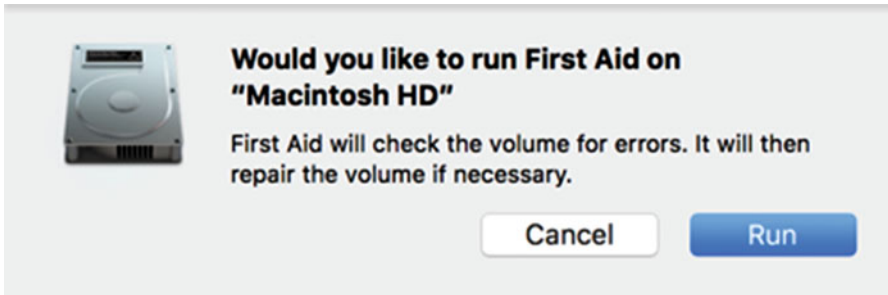 Would you like to run First Aid on
"Macintosh HD"
First Aid will check the volume for errors. It will then
repair the volume if necessary.
Cancel
Run